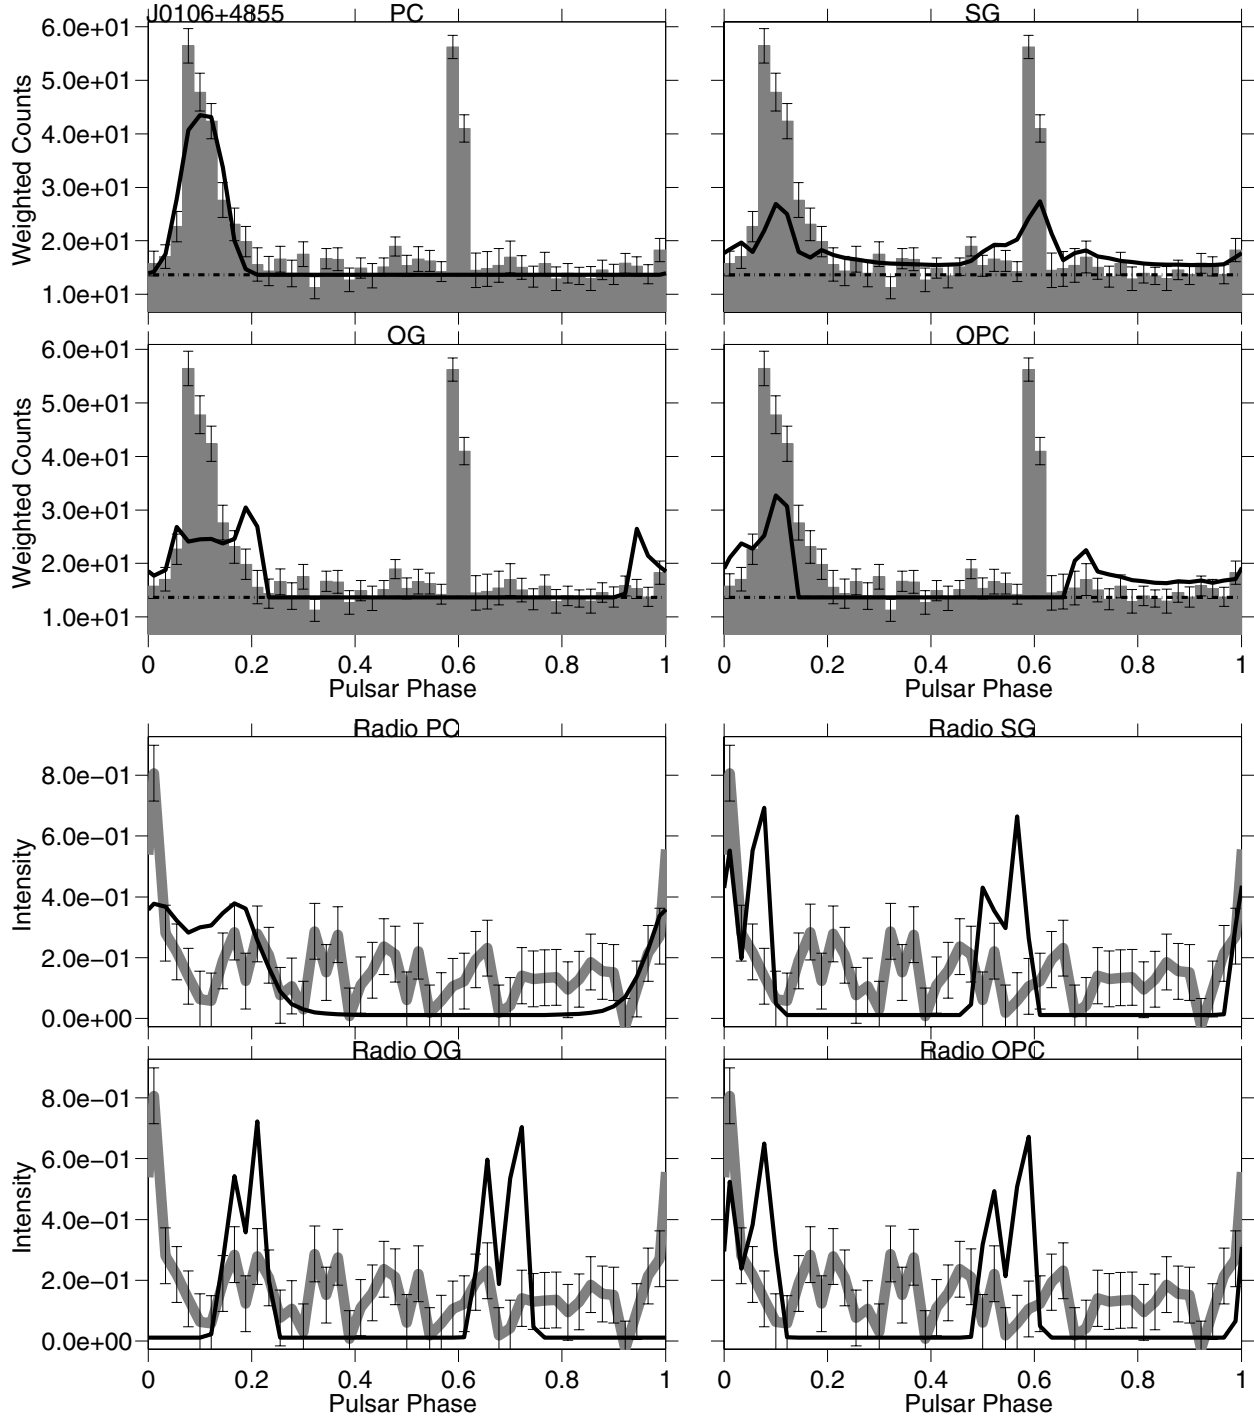 J0106+4855 PC SG
6.0e+01
5.0e+01
4.0e+01
3.0e+01
2.0e+01
1.0e+01
Weighted Counts
OG OPC
6.0e+01
5.0e+01
4.0e+01
3.0e+01
2.0e+01
1.0e+01
Weighted Counts
0 0.2 0.4 0.6 0.8 1 0 0.2 0.4 0.6 0.8 1
Pulsar Phase Pulsar Phase
Radio PC Radio SG
8.0e−01
6.0e−01
4.0e−01
2.0e−01
0.0e+00
Intensity
Radio OG Radio OPC
8.0e−01
6.0e−01
4.0e−01
2.0e−01
0.0e+00
Intensity
0 0.2 0.4 0.6 0.8 1 0 0.2 0.4 0.6 0.8 1
Pulsar Phase Pulsar Phase